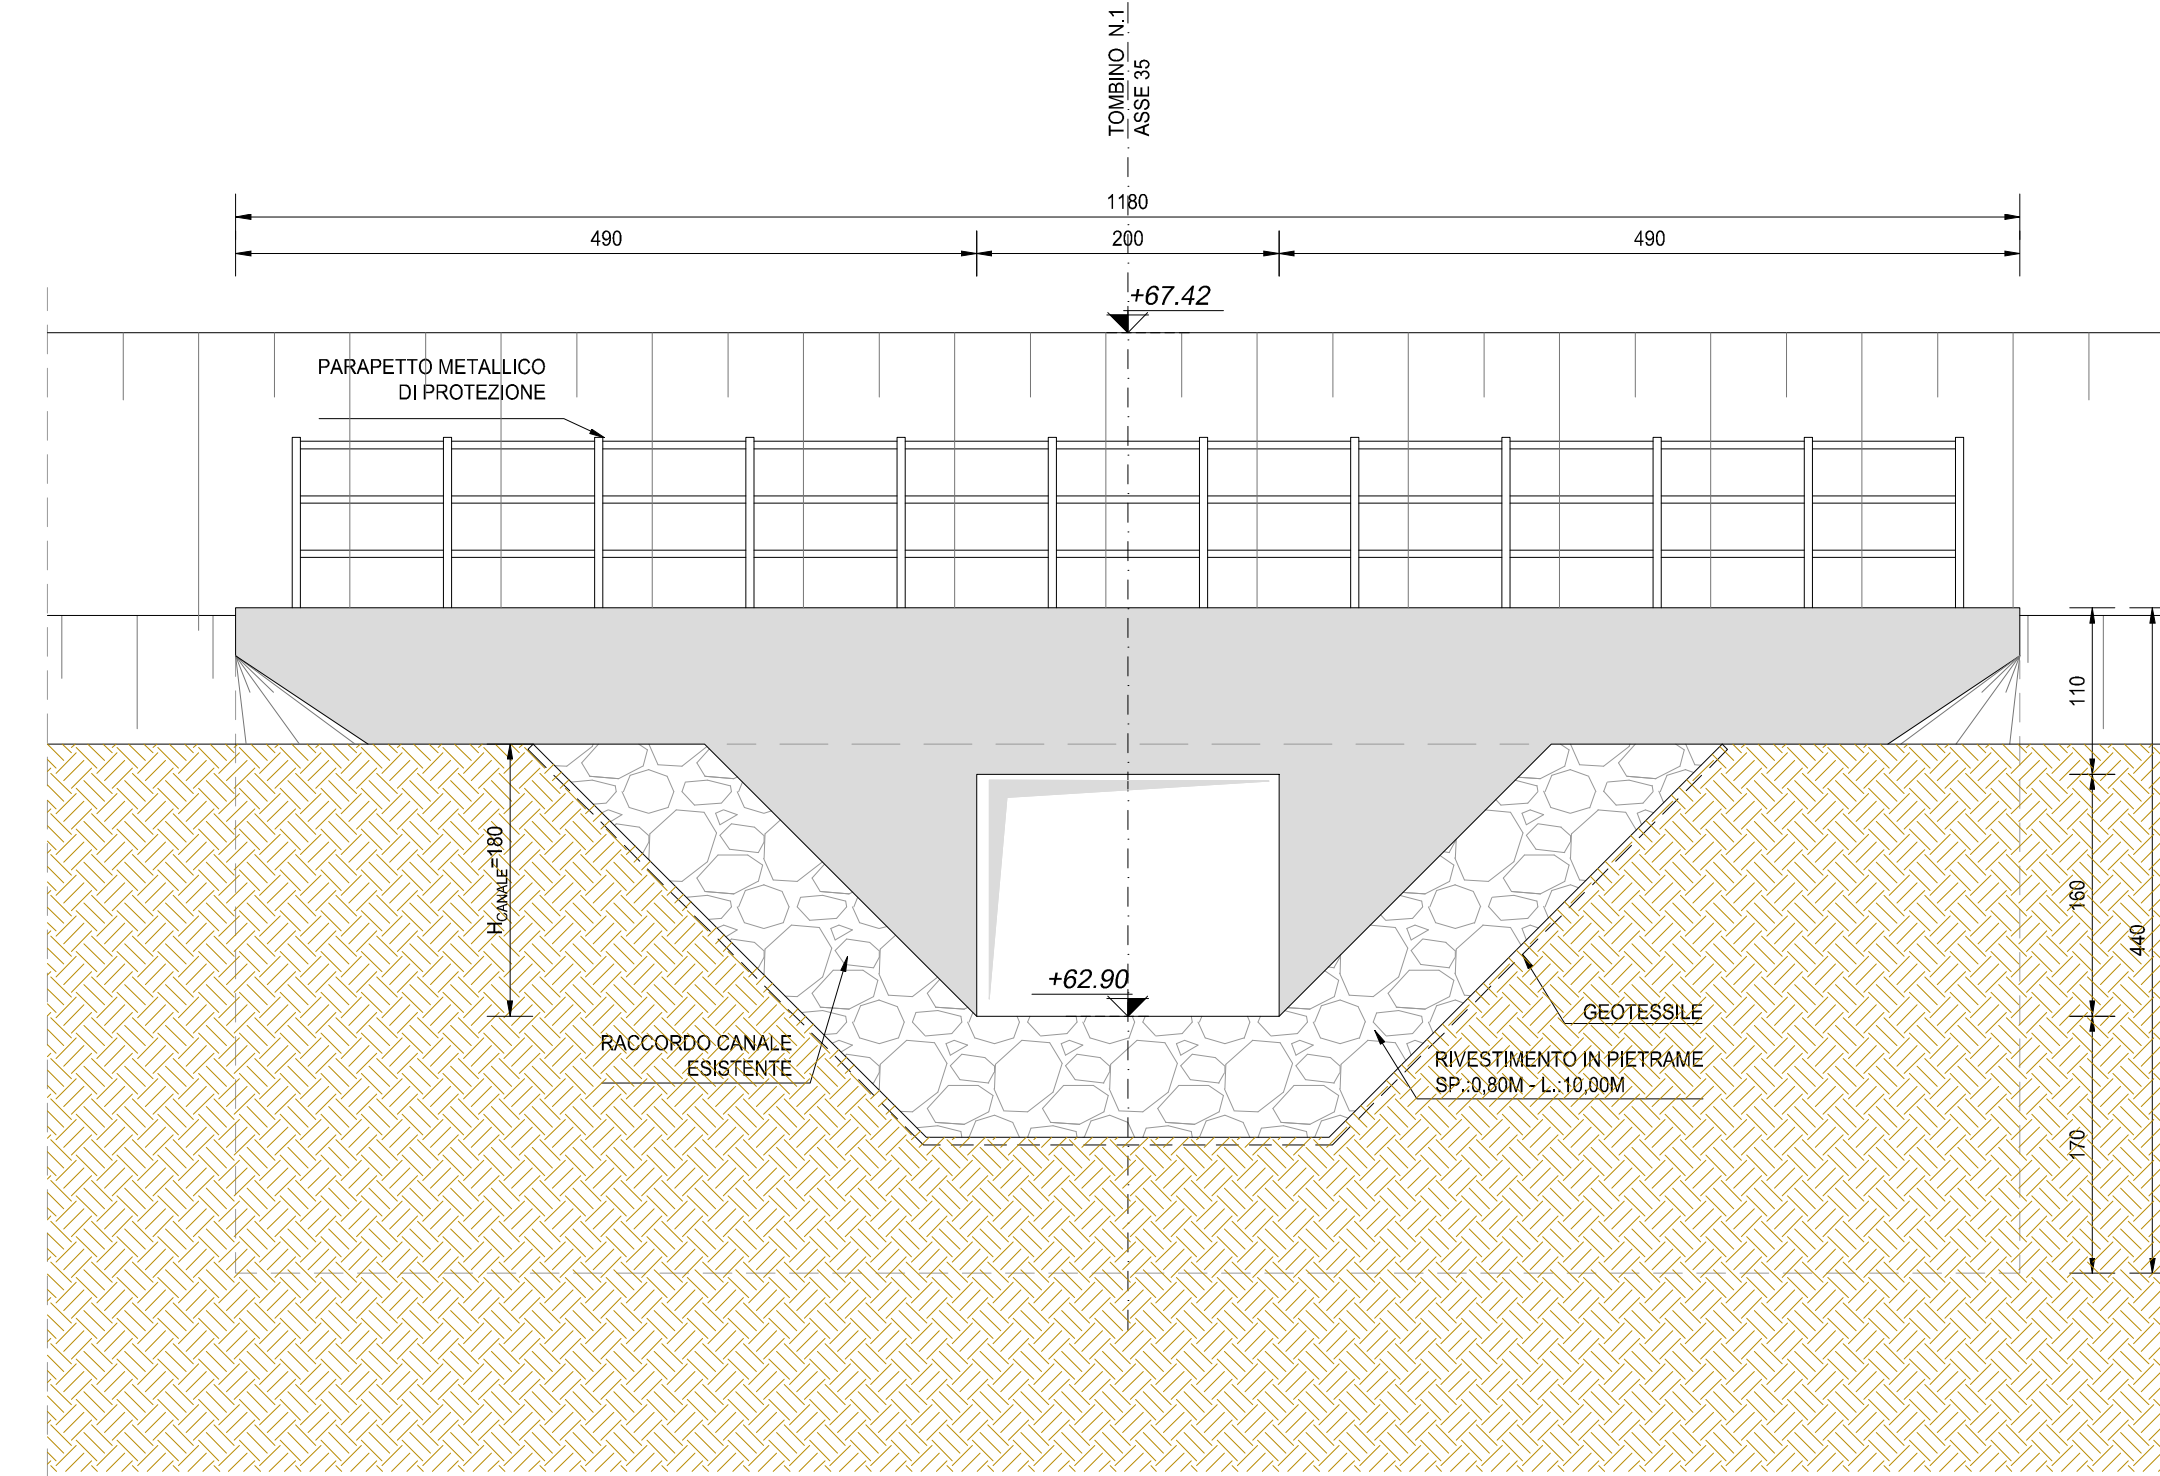 TOMBINO N.1
ASSE 35
1180
490
200
490
+67.42
PARAPETTO METALLICO
DI PROTEZIONE
110
HCANALE=180
160
440
+62.90
GEOTESSILE
RACCORDO CANALE
ESISTENTE
RIVESTIMENTO IN PIETRAME
SP.:0,80M - L.:10,00M
170